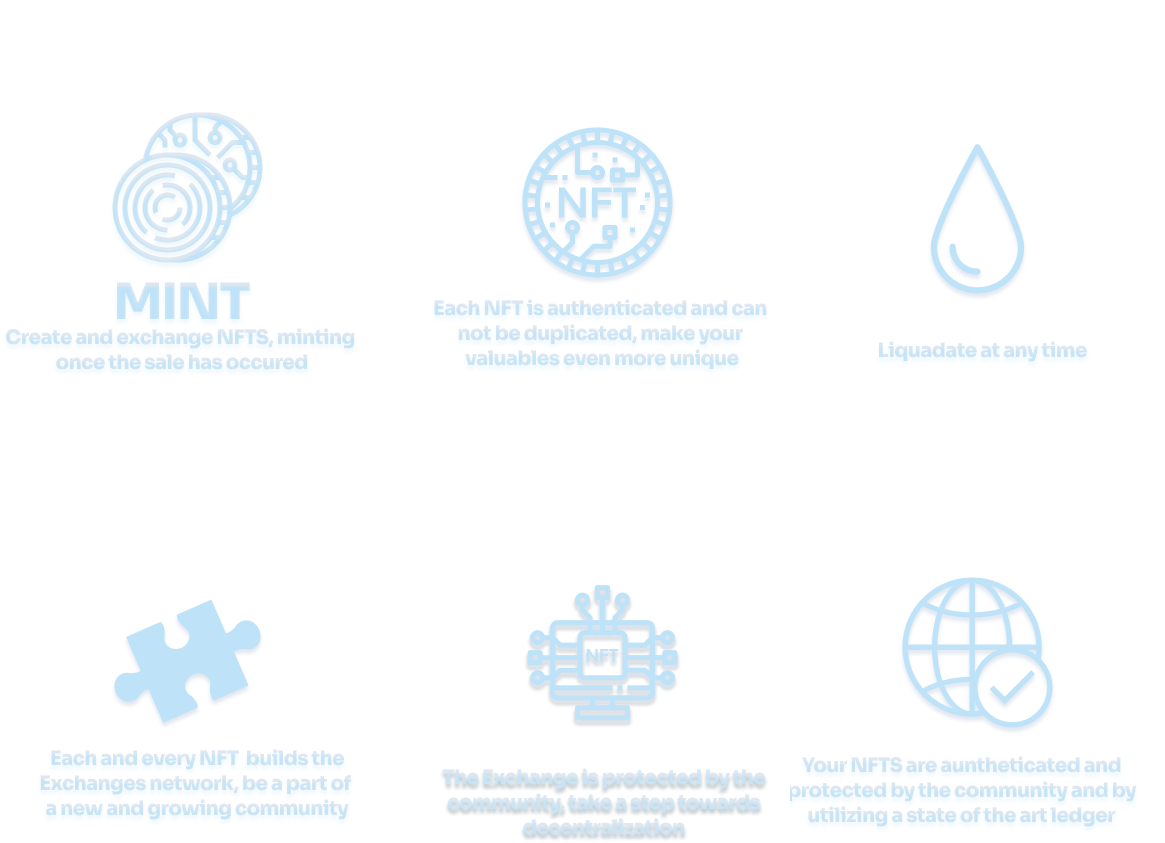 NFT
MINT
Create and exchange NFTS, minting
once the sale has occured
Each NFT is authenticated and can
not be duplicated, make your
valuables even more unique
Liquadate at any time
NFT
Each and every NFT builds the
Exchanges network, be a part of
a new and growing community
The Exchange is protected by the
community, take a step towards
decentralization
Your NFTS are auntheticated and
protected by the community and by
utilizing a state of the art ledger